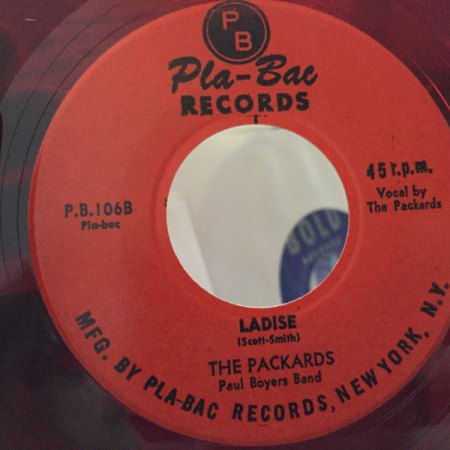 P B
Pla-Bac
RECORDS
45 r.p.m.
Vocal by
The Packards
P.B.106B
Pla-bac
LADISE
(Scott-Smith)
THE PACKARDS
Paul Boyers Band
MFG. BY PLA-BAC RECORDS, NEW YORK, N.Y.